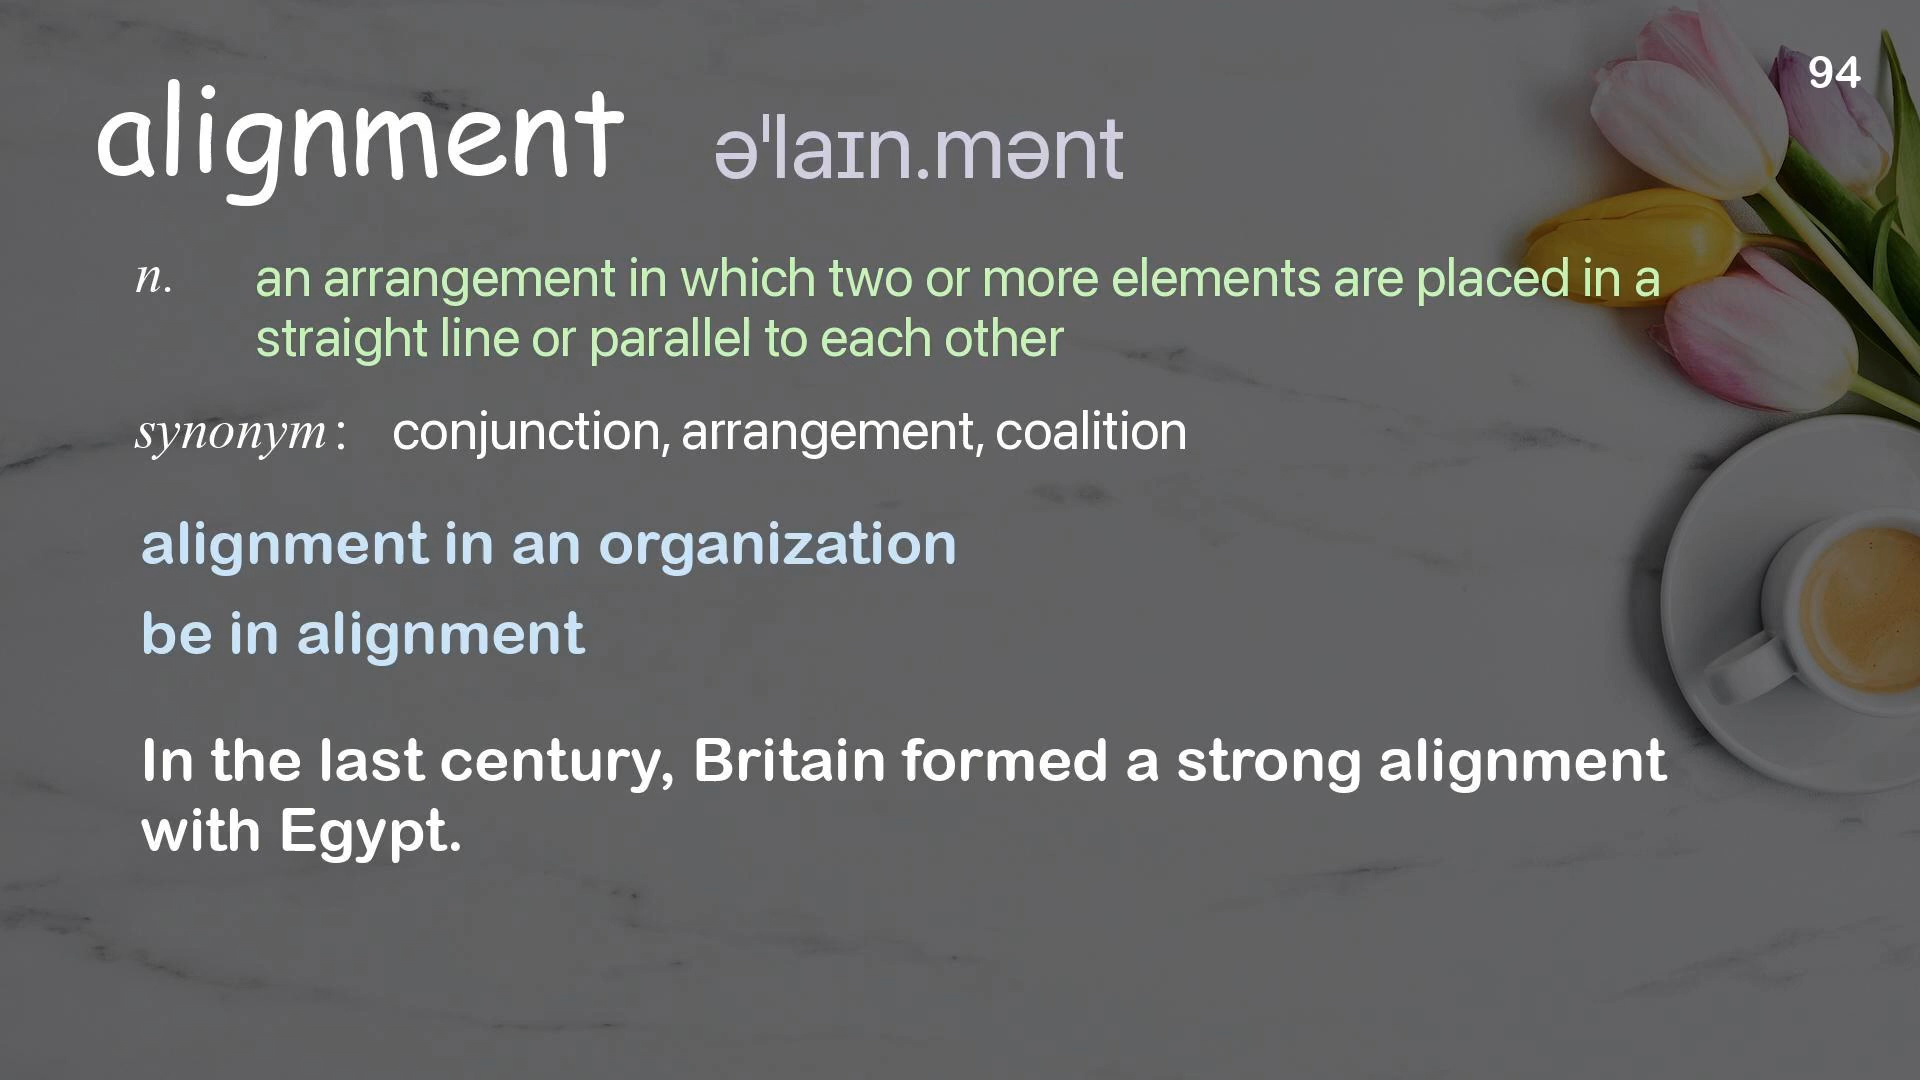 94
alignment əˈlaɪn.mənt
n. an arrangement in which two or more elements are placed in a
straight line or parallel to each other
synonym: conjunction, arrangement, coalition
alignment in an organization
be in alignment
In the last century, Britain formed a strong alignment
with Egypt.